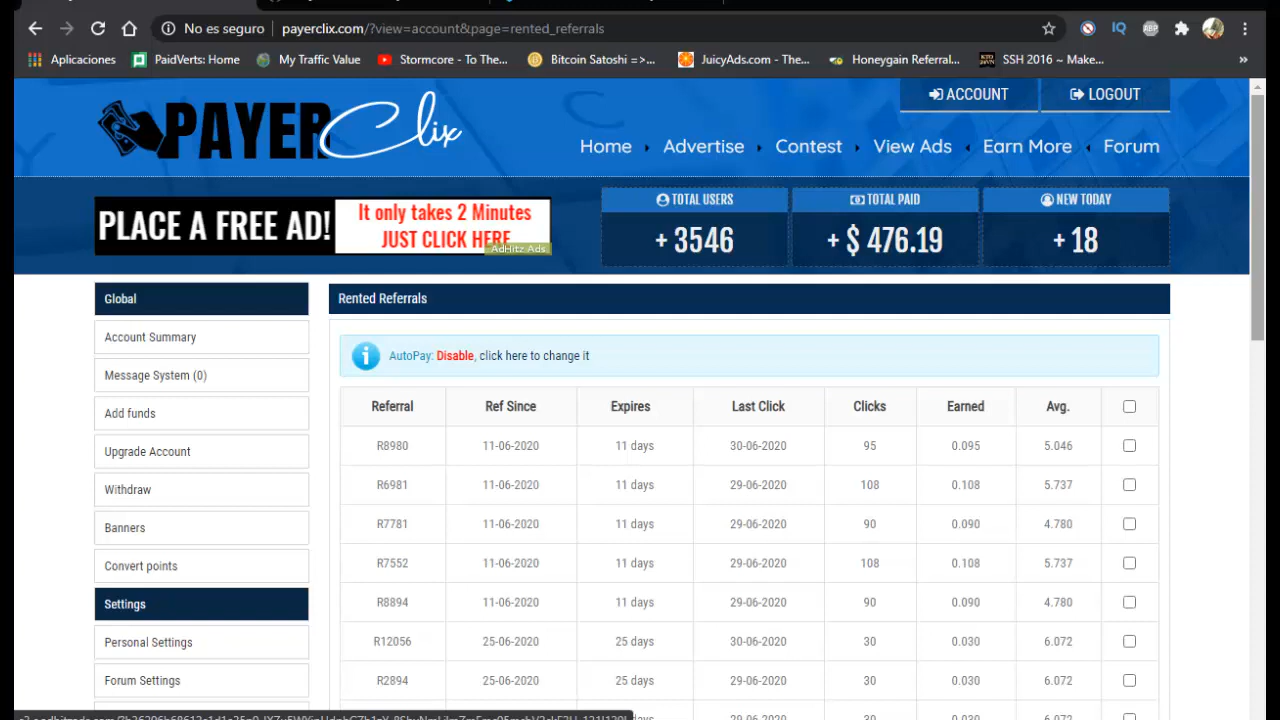 No es seguro payerclix.com/?view=account&page=rented_referrals IQ ABP
Aplicaciones PaidVerts: Home My Traffic Value Stormcore - To The... Bitcoin Satoshi =>... JuicyAds.com - The... Honeygain Referral... SSH 2016 ~ Make... »
PAYER Clix
ACCOUNT LOGOUT
Home Advertise Contest View Ads Earn More Forum
PLACE A FREE AD!
It only takes 2 Minutes
JUST CLICK HERE
AdHitz Ads
TOTAL USERS TOTAL PAID NEW TODAY
+ 3546 + $ 476.19 + 18
Global
Account Summary
Message System (0)
Add funds
Upgrade Account
Withdraw
Banners
Convert points
Settings
Personal Settings
Forum Settings
Rented Referrals
AutoPay: Disable, click here to change it
Referral Ref Since Expires Last Click Clicks Earned Avg.
R8980 11-06-2020 11 days 30-06-2020 95 0.095 5.046
R6981 11-06-2020 11 days 29-06-2020 108 0.108 5.737
R7781 11-06-2020 11 days 29-06-2020 90 0.090 4.780
R7552 11-06-2020 11 days 29-06-2020 108 0.108 5.737
R8894 11-06-2020 11 days 29-06-2020 90 0.090 4.780
R12056 25-06-2020 25 days 30-06-2020 30 0.030 6.072
R2894 25-06-2020 25 days 29-06-2020 30 0.030 6.072